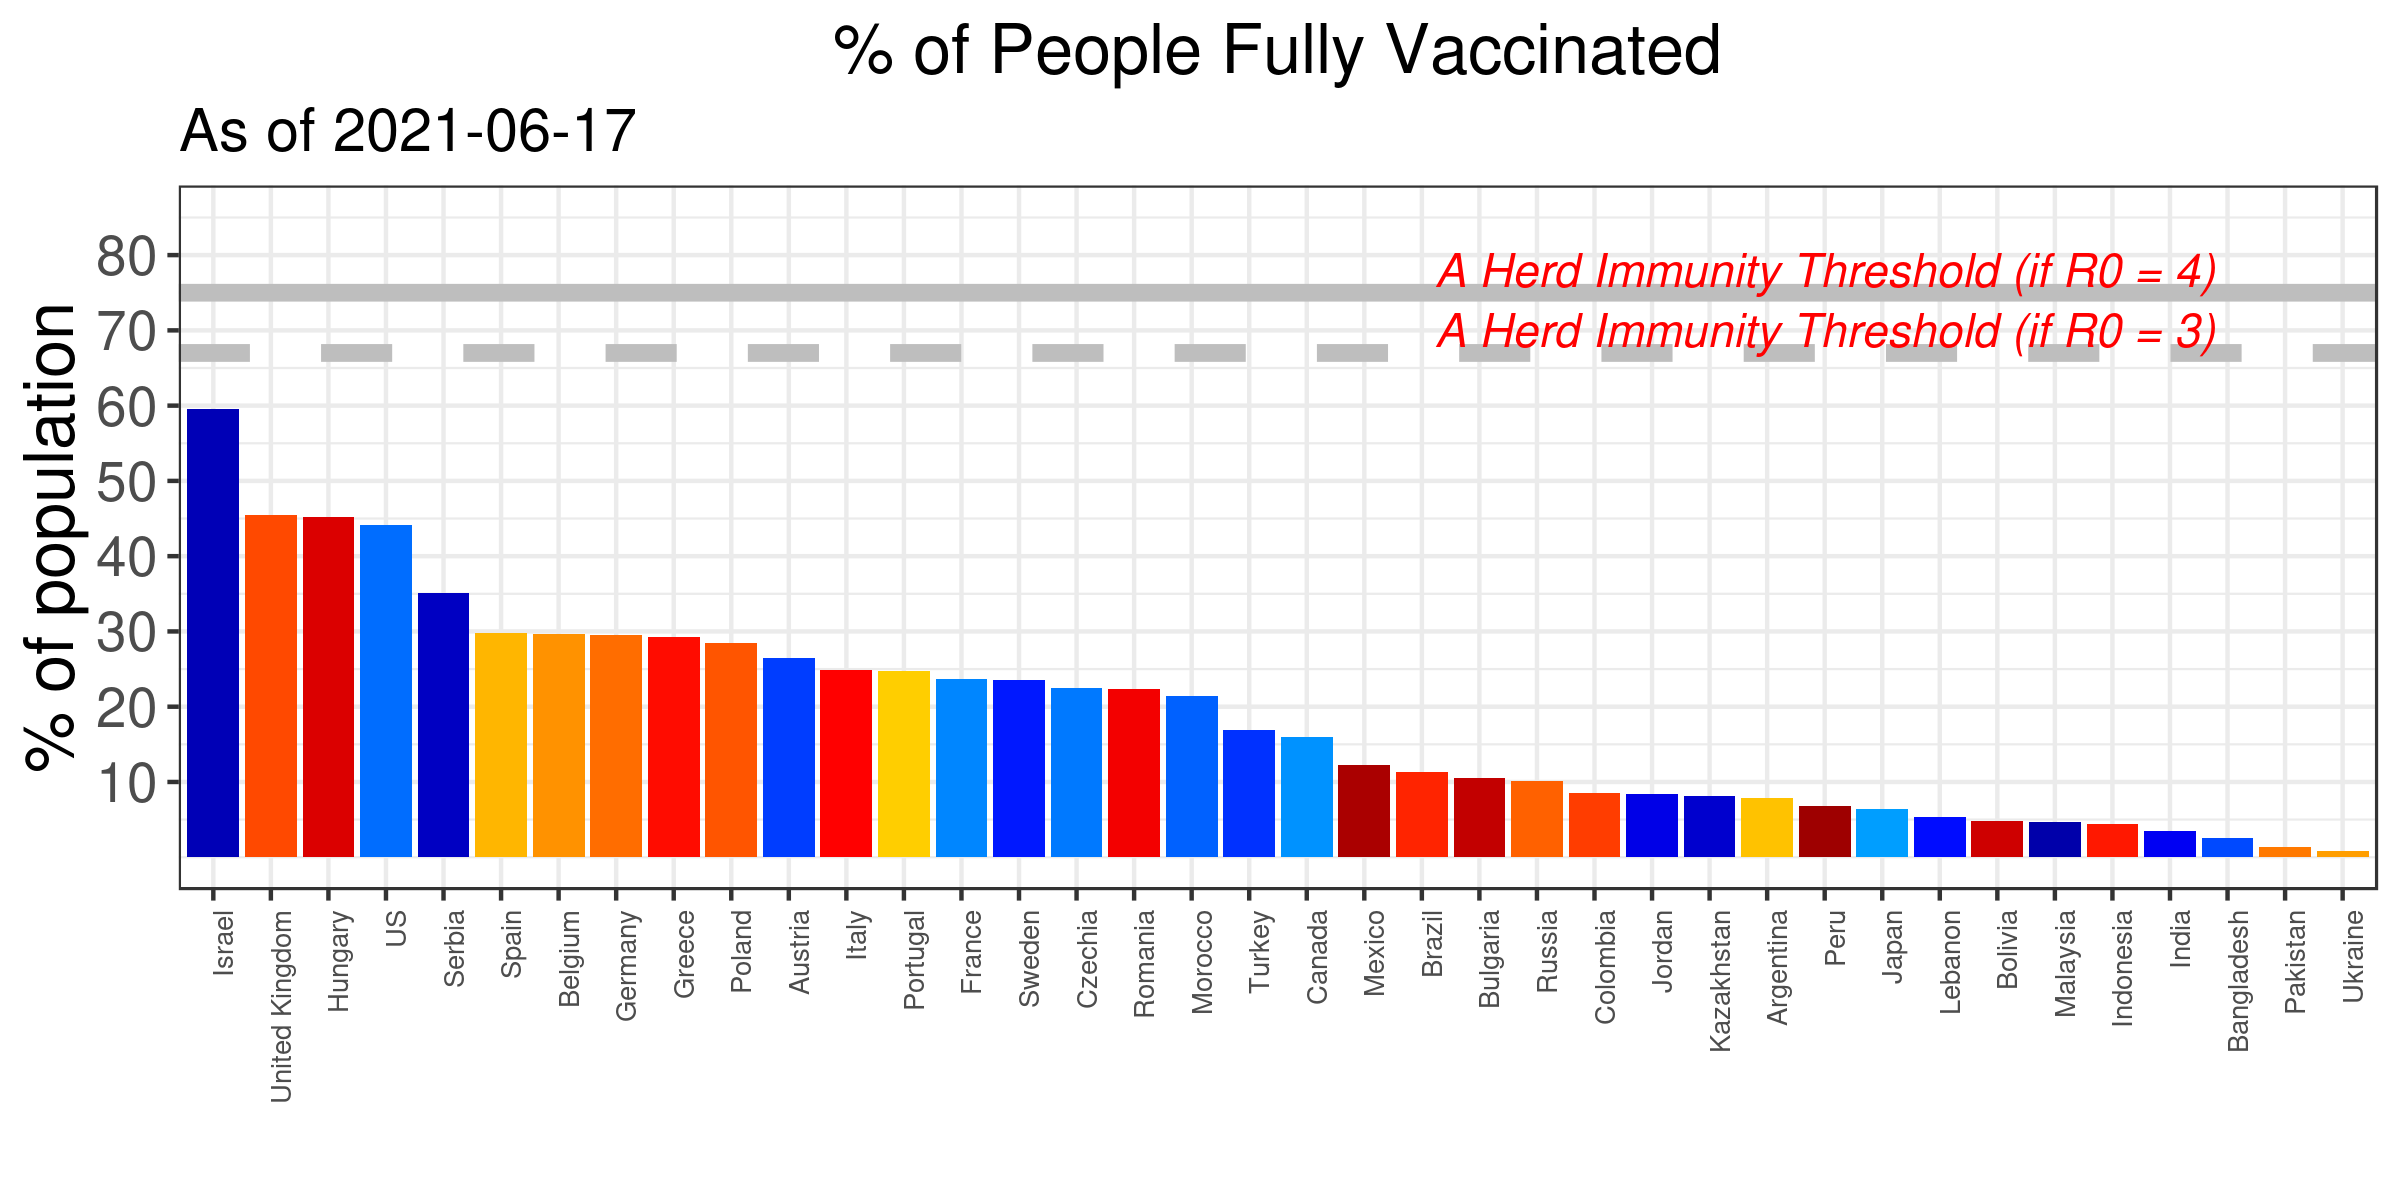 % of People Fully Vaccinated
As of 2021-06-17
% of population
80
70
60
50
40
30
20
10
A Herd Immunity Threshold (if R0 = 4)
A Herd Immunity Threshold (if R0 = 3)
Israel
United Kingdom
Hungary
US
Serbia
Spain
Belgium
Germany
Greece
Poland
Austria
Italy
Portugal
France
Sweden
Czechia
Romania
Morocco
Turkey
Canada
Mexico
Brazil
Bulgaria
Russia
Colombia
Jordan
Kazakhstan
Argentina
Peru
Japan
Lebanon
Bolivia
Malaysia
Indonesia
India
Bangladesh
Pakistan
Ukraine